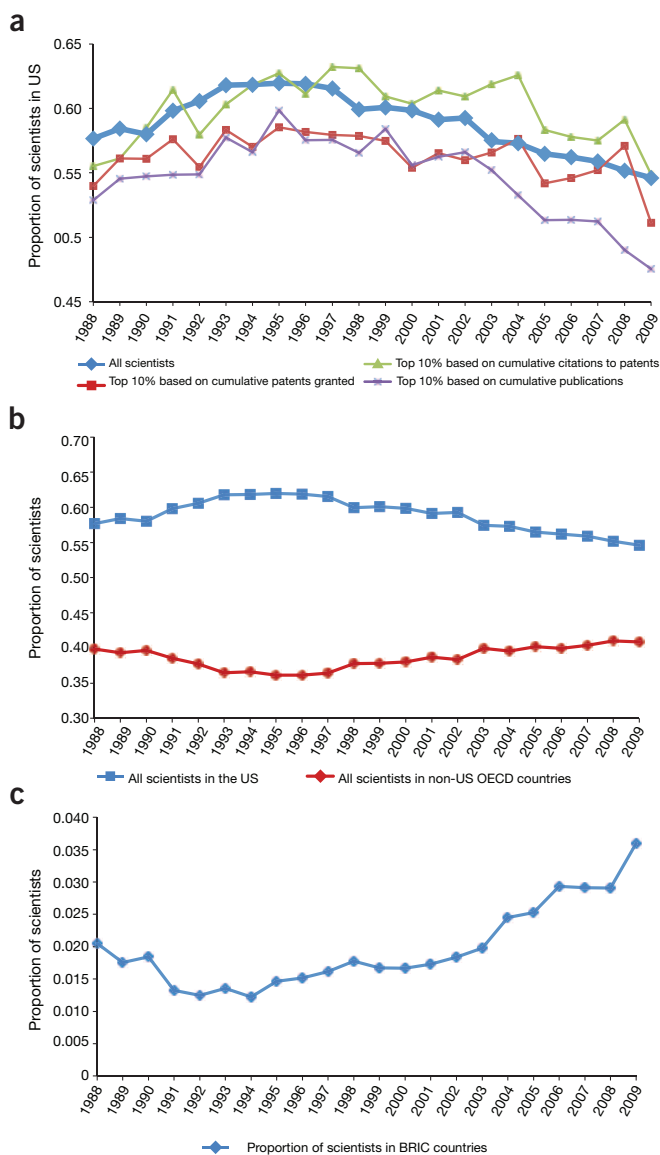 a
Proportion of scientists in US
0.65
0.60
0.55
00.5
0.45
1988 1989 1990 1991 1992 1993 1994 1995 1996 1997 1998 1999 2000 2001 2002 2003 2004 2005 2006 2007 2008 2009
All scientists Top 10% based on cumulative citations to patents
Top 10% based on cumulative patents granted Top 10% based on cumulative publications
b
Proportion of scientists
0.70
0.65
0.60
0.55
0.50
0.40
0.35
0.30
1988 1989 1990 1991 1992 1993 1994 1995 1996 1997 1998 1999 2000 2001 2002 2003 2004 2005 2006 2007 2008 2009
All scientists in the US All scientists in non-US OECD countries
c
Proportion of scientists
0.040
0.035
0.030
0.025
0.020
0.015
0.010
0.005
0
1988 1989 1990 1991 1992 1993 1994 1995 1996 1997 1998 1999 2000 2001 2002 2003 2004 2005 2006 2007 2008 2009
Proportion of scientists in BRIC countries